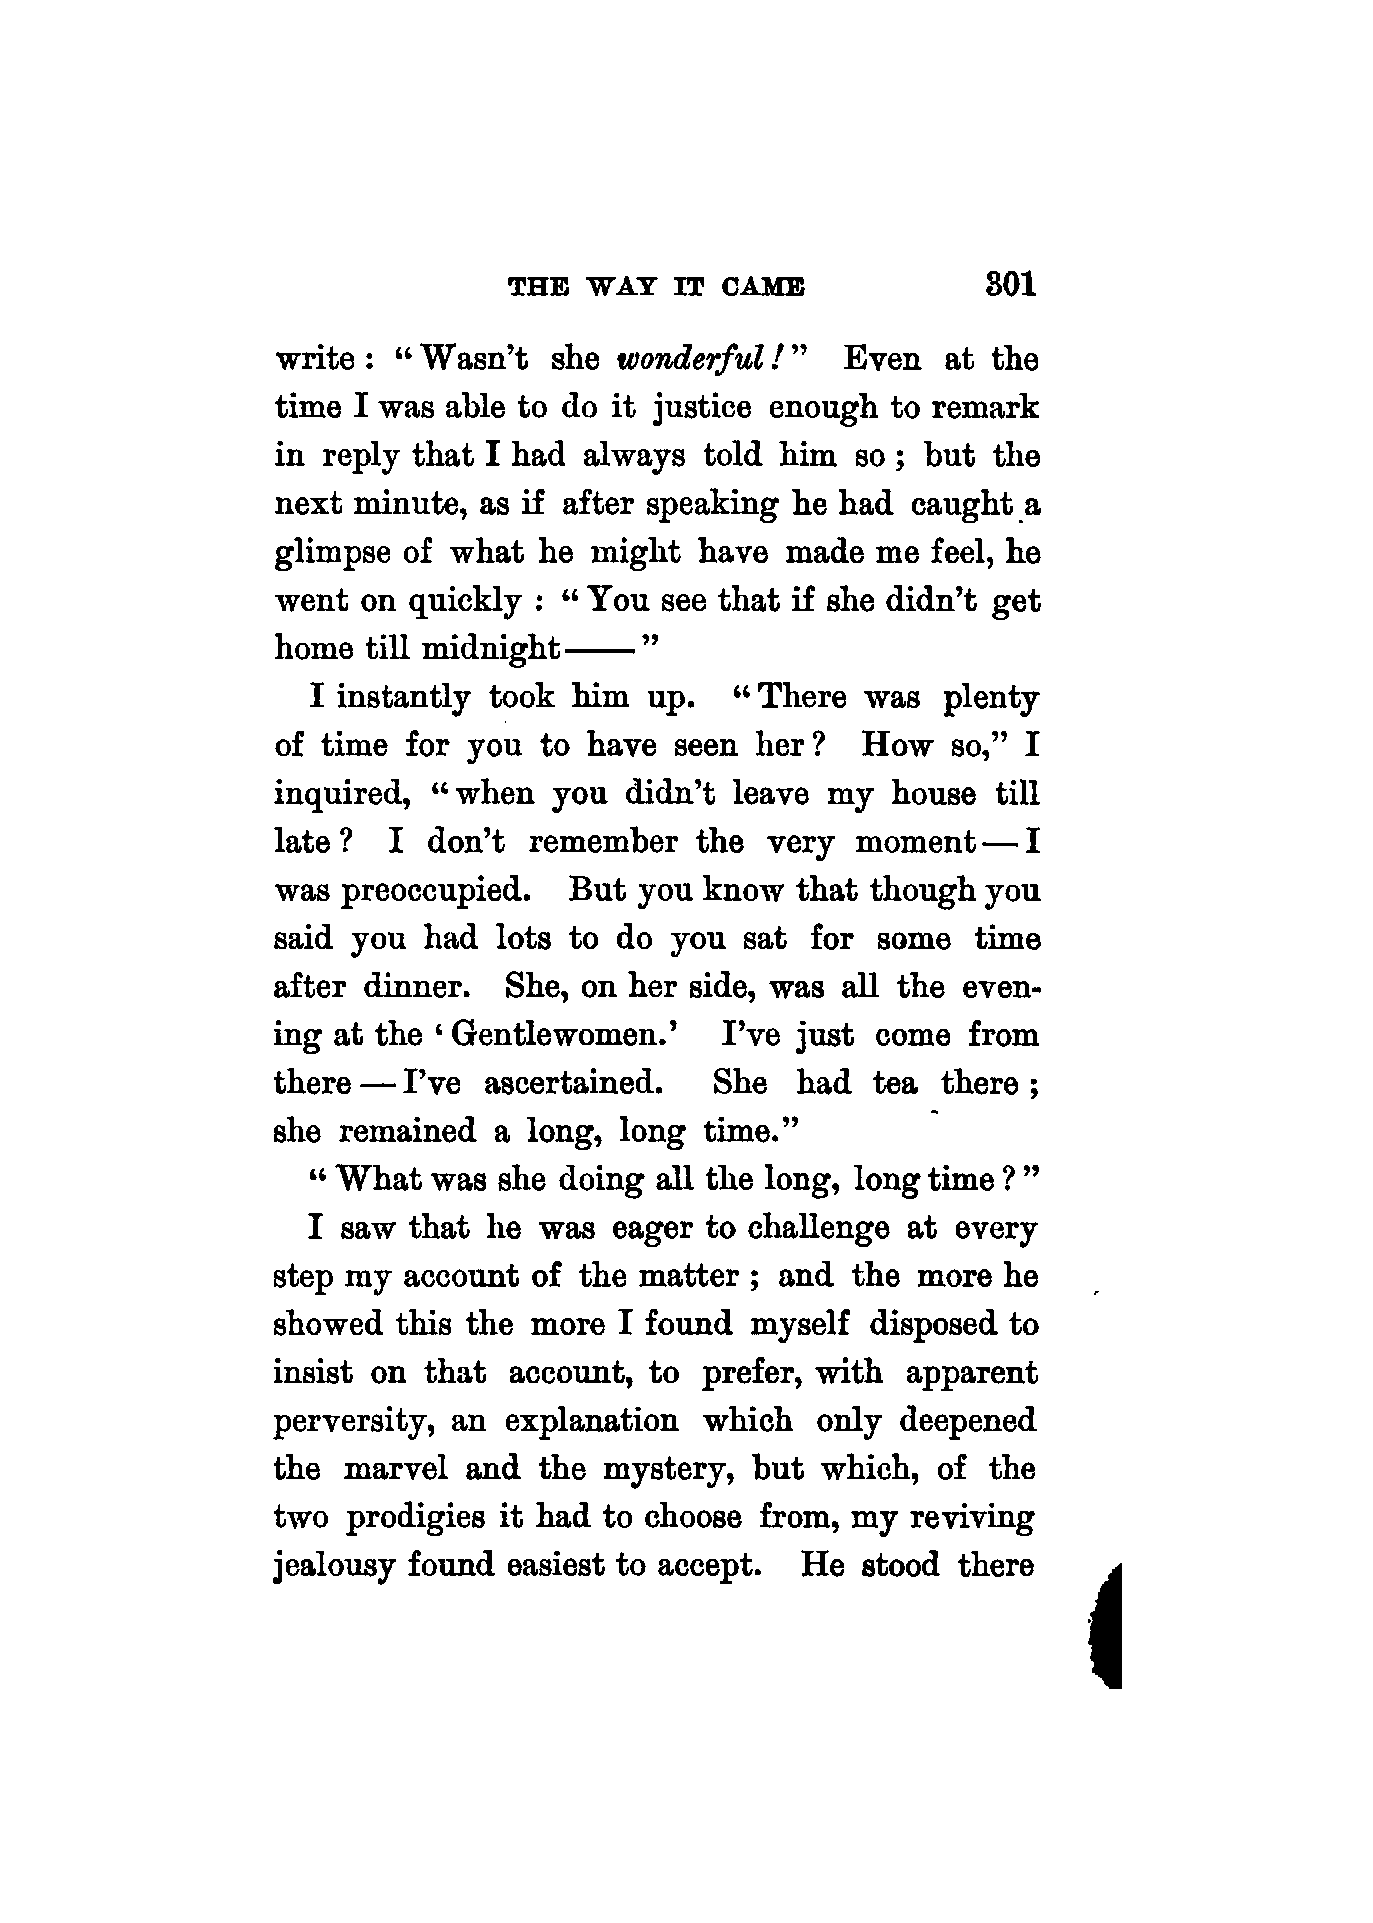 THE WAY IT CAME 301
write : “ Wasn’t she wonderful ! ” Even at the
time I was able to do it justice enough to remark
in reply that I had always told him so ; but the
next minute, as if after speaking he had caught a
glimpse of what he might have made me feel, he
went on quickly : “ You see that if she didn’t get
home till midnight—— ”
I instantly took him up. “ There was plenty
of time for you to have seen her ? How so,” I
inquired, “ when you didn’t leave my house till
late ? I don’t remember the very moment — I
was preoccupied. But you know that though you
said you had lots to do you sat for some time
after dinner. She, on her side, was all the even-
ing at the ‘ Gentlewomen.’ I’ve just come from
there — I’ve ascertained. She had tea there ;
she remained a long, long time.”
“ What was she doing all the long, long time ? ”
I saw that he was eager to challenge at every
step my account of the matter ; and the more he
showed this the more I found myself disposed to
insist on that account, to prefer, with apparent
perversity, an explanation which only deepened
the marvel and the mystery, but which, of the
two prodigies it had to choose from, my reviving
jealousy found easiest to accept. He stood there